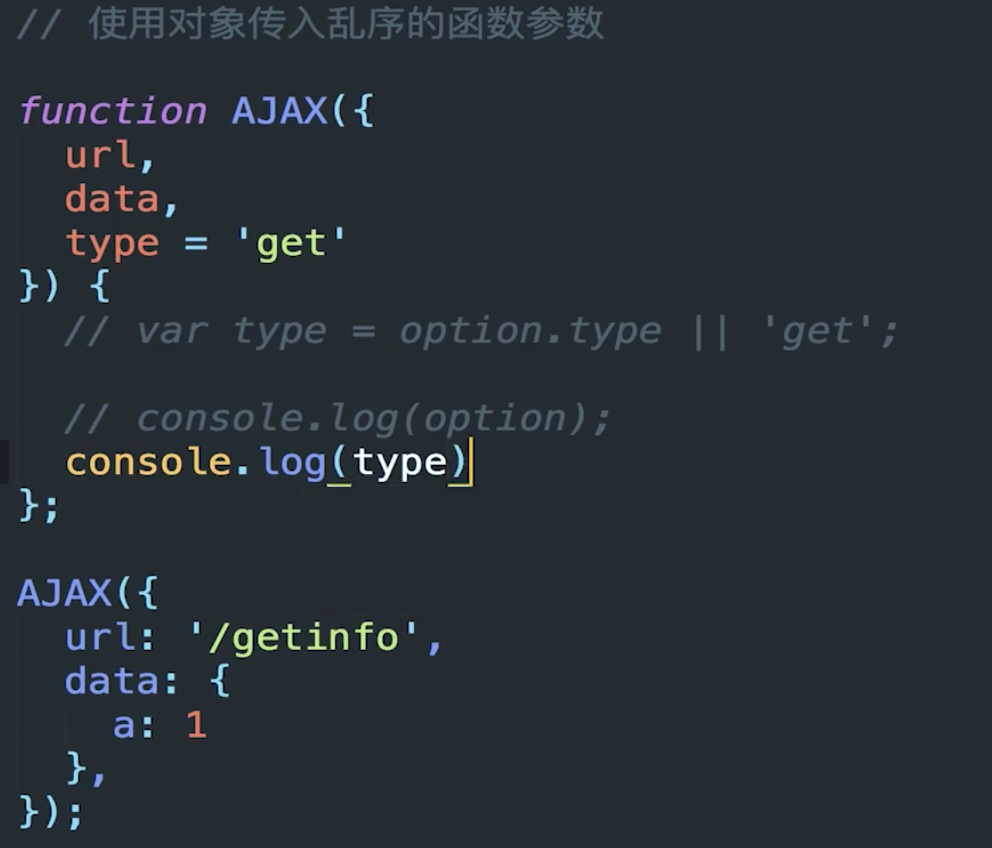 // 使用对象传入乱序的函数参数
function AJAX({
  url,
  data,
  type = 'get'
}) {
  // var type = option.type || 'get';
  // console.log(option);
  console.log(type)
};
AJAX({
  url: '/getinfo',
  data: {
    a: 1
  },
});